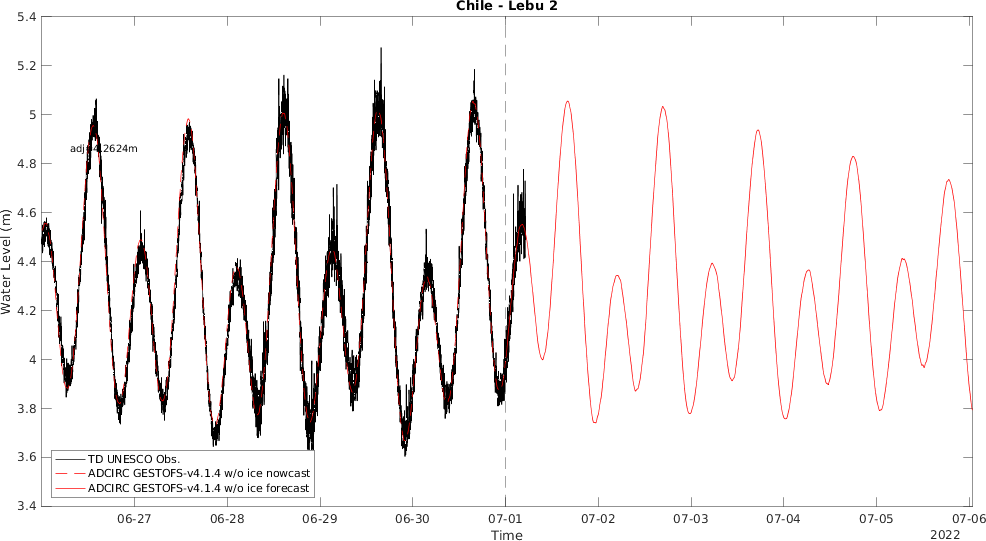 Chile - Lebu 2
5.4
5.2
5
4.8
4.6
4.4
4.2
4
3.8
3.6
3.4
Water Level (m)
TD UNESCO Obs.
ADCIRC GESTOFS-v4.1.4 w/o ice nowcast
ADCIRC GESTOFS-v4.1.4 w/o ice forecast
06-27 06-28 06-29 06-30 07-01 07-02 07-03 07-04 07-05 07-06
Time
2022